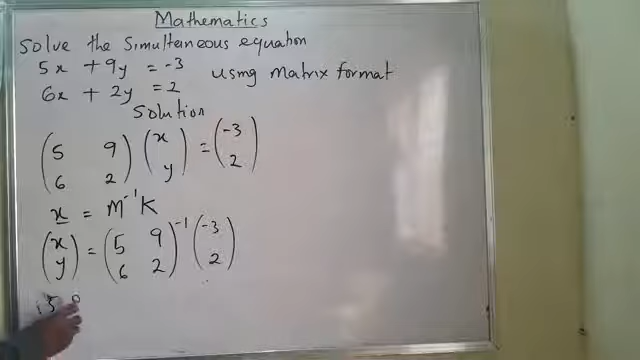 Mathematics
Solve the Simultaneous equation
5x + 9y = -3 using Matrix format
6x + 2y = 2
Solution
(5 9) (x) = (-3)
(6 2) (y) (2)
x = M⁻¹K
(x) = (5 9)⁻¹ (-3)
(y) (6 2) (2)